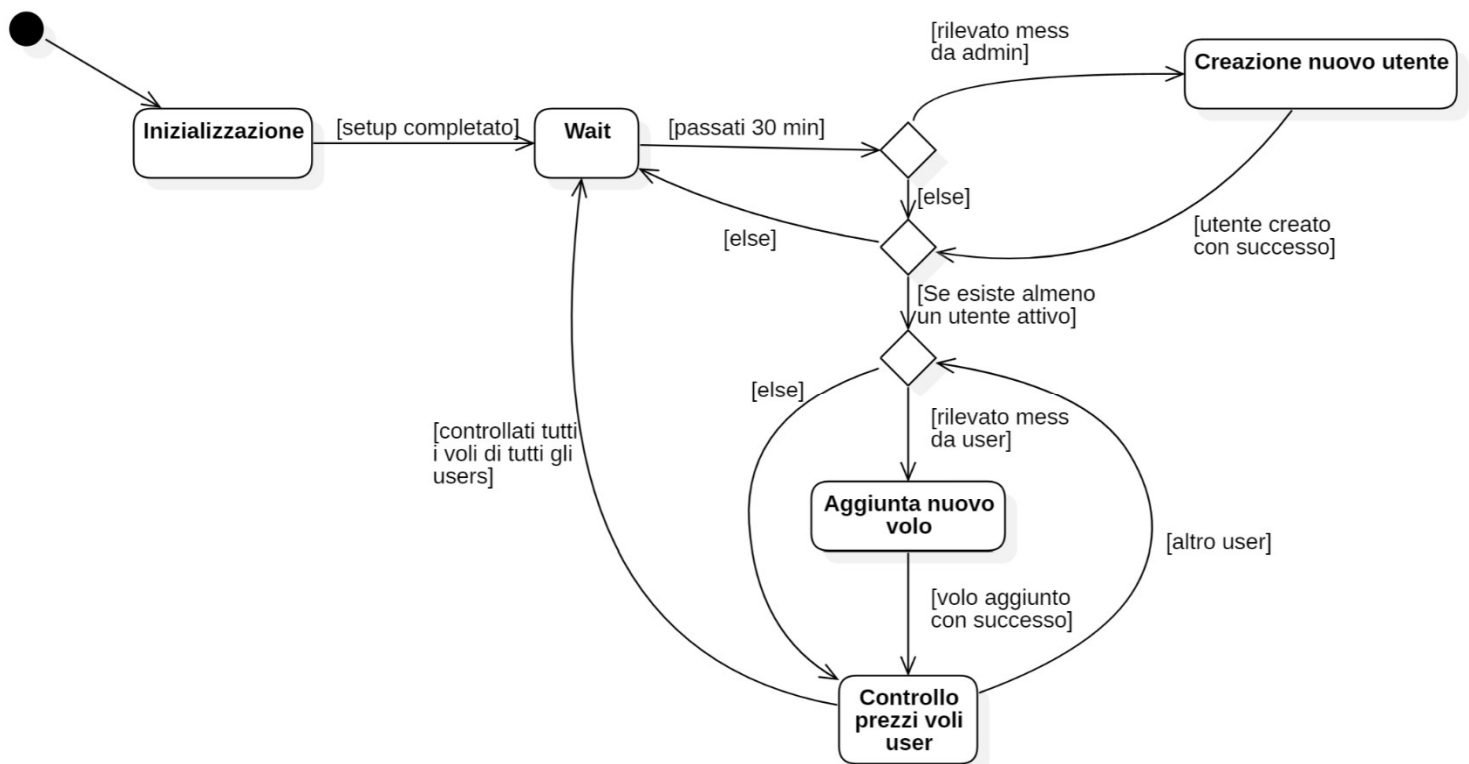 [rilevato mess
da admin]
Creazione nuovo utente
Inizializzazione
[setup completato]
Wait
[passati 30 min]
[else]
[else]
[utente creato
con successo]
[Se esiste almeno
un utente attivo]
[else]
[rilevato mess
da user]
[controllati tutti
i voli di tutti gli
users]
Aggiunta nuovo
volo
[altro user]
[volo aggiunto
con successo]
Controllo
prezzi voli
user